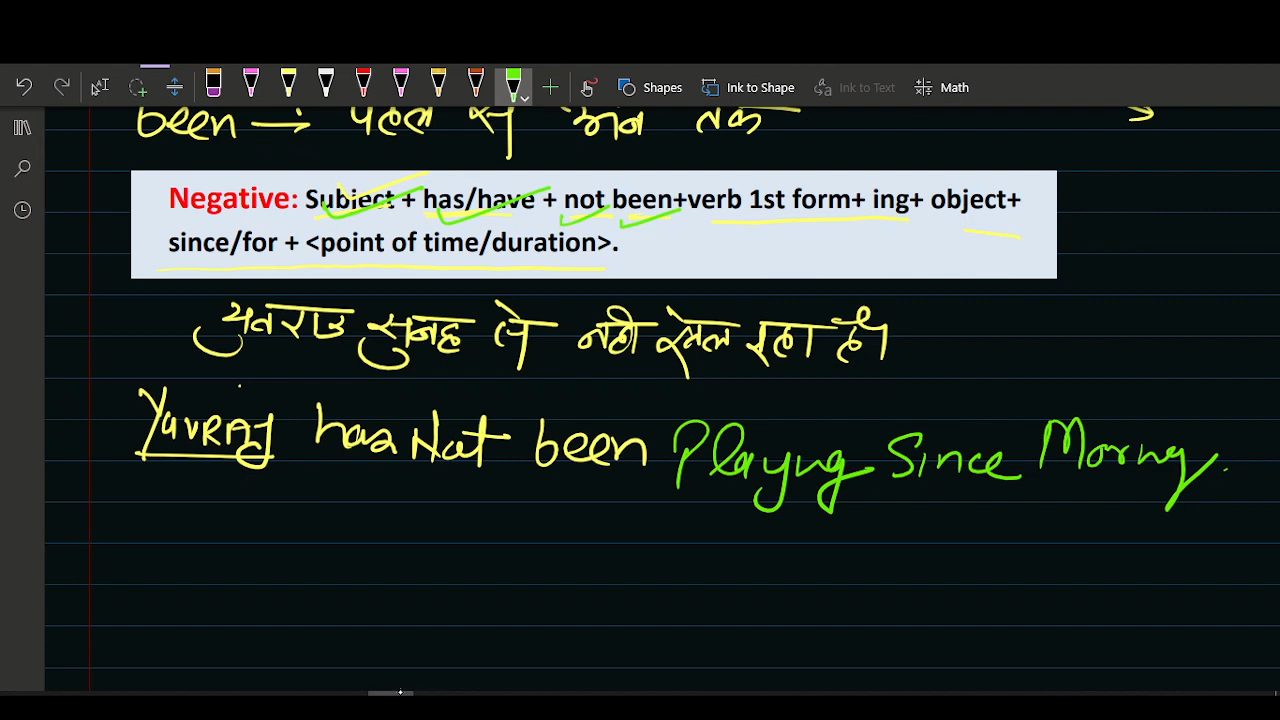 Shapes Ink to Shape Ink to Text Math
been → पहले से अब तक
Negative: Subject + has/have + not been+verb 1st form+ ing+ object+
since/for + <point of time/duration>.
युवराज सुबह से नही खेल रहा है।
Yuvraj has Not been Playing Since Morning.